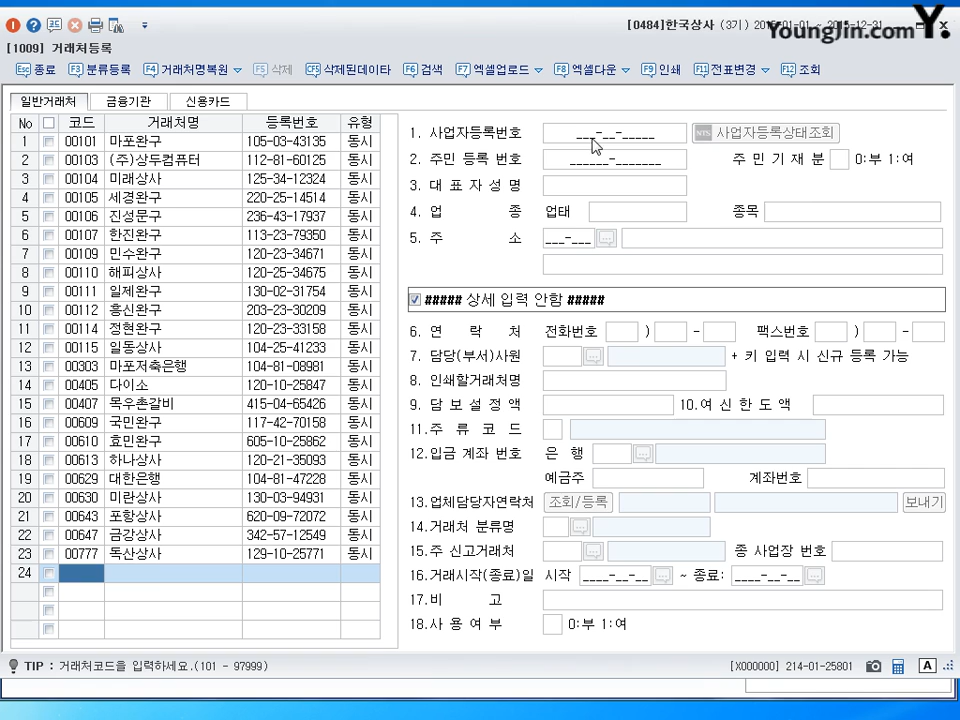 [0484]한국상사 (3기) 2015-01-01 ~ 2015-12-31
YoungJin.com Y.
[1009] 거래처등록
Esc 종료 F3 분류등록 F4 거래처명복원 F5 삭제 CF5 삭제된데이타 F6 검색 F7 엑셀업로드 F8 엑셀다운 F9 인쇄 F11 전표변경 F12 조회
일반거래처 금융기관 신용카드
No 코드 거래처명 등록번호 유형
1 00101 마포완구 105-03-43135 동시
2 00103 (주)상두컴퓨터 112-81-60125 동시
3 00104 미래상사 125-34-12324 동시
4 00105 세경완구 220-25-14514 동시
5 00106 진성문구 236-43-17937 동시
6 00107 한진완구 113-23-79350 동시
7 00109 민수완구 120-23-34671 동시
8 00110 해피상사 120-25-34675 동시
9 00111 일제완구 130-02-31754 동시
10 00112 흥신완구 203-23-30209 동시
11 00114 정현완구 120-23-33158 동시
12 00115 일동상사 104-25-41233 동시
13 00303 마포저축은행 104-81-08981 동시
14 00405 다이소 120-10-25847 동시
15 00407 목우촌갈비 415-04-65426 동시
16 00609 국민완구 117-42-70158 동시
17 00610 효민완구 605-10-25862 동시
18 00613 하나상사 120-21-35093 동시
19 00629 대한은행 104-81-47228 동시
20 00630 미란상사 130-03-94931 동시
21 00643 포항상사 620-09-72072 동시
22 00647 금강상사 342-57-12549 동시
23 00777 독산상사 129-10-25771 동시
24
1. 사업자등록번호 ___-__-_____ NTS 사업자등록상태조회
2. 주민 등록 번호 ______-_______ 주 민 기 재 분 0:부 1:여
3. 대 표 자 성 명
4. 업 종 업태 종목
5. 주 소 ___-___
##### 상세 입력 안함 #####
6. 연 락 처 전화번호 ) - 팩스번호 ) -
7. 담당(부서)사원 + 키 입력 시 신규 등록 가능
8. 인쇄할거래처명
9. 담 보 설 정 액 10.여 신 한 도 액
11.주 류 코 드
12.입금 계좌 번호 은 행
예금주 계좌번호
13.업체담당자연락처 조회/등록 보내기
14.거래처 분류명
15.주 신고거래처 종 사업장 번호
16.거래시작(종료)일 시작 ____-__-__ ~ 종료: ____-__-__
17.비 고
18.사 용 여 부 0:부 1:여
TIP : 거래처코드을 입력하세요.(101 - 97999)
[X000000] 214-01-25801 A